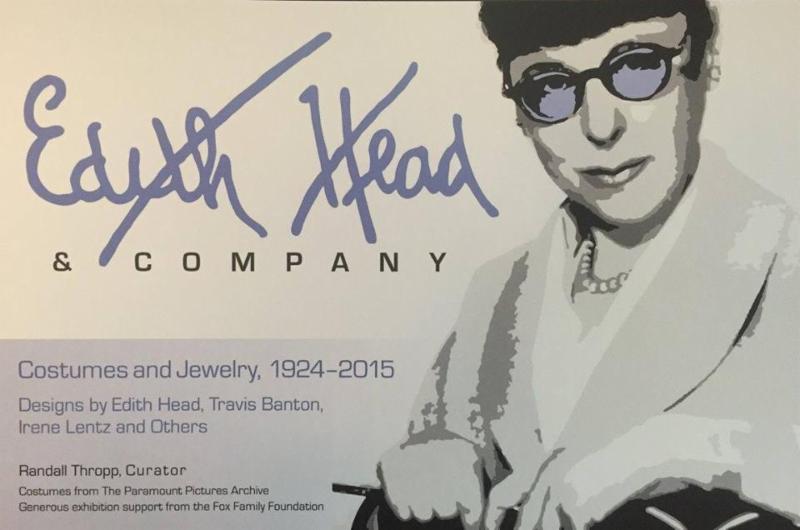 Edith Head
& COMPANY
Costumes and Jewelry, 1924–2015
Designs by Edith Head, Travis Banton,
Irene Lentz and Others
Randall Thropp, Curator
Costumes from The Paramount Pictures Archive
Generous exhibition support from the Fox Family Foundation